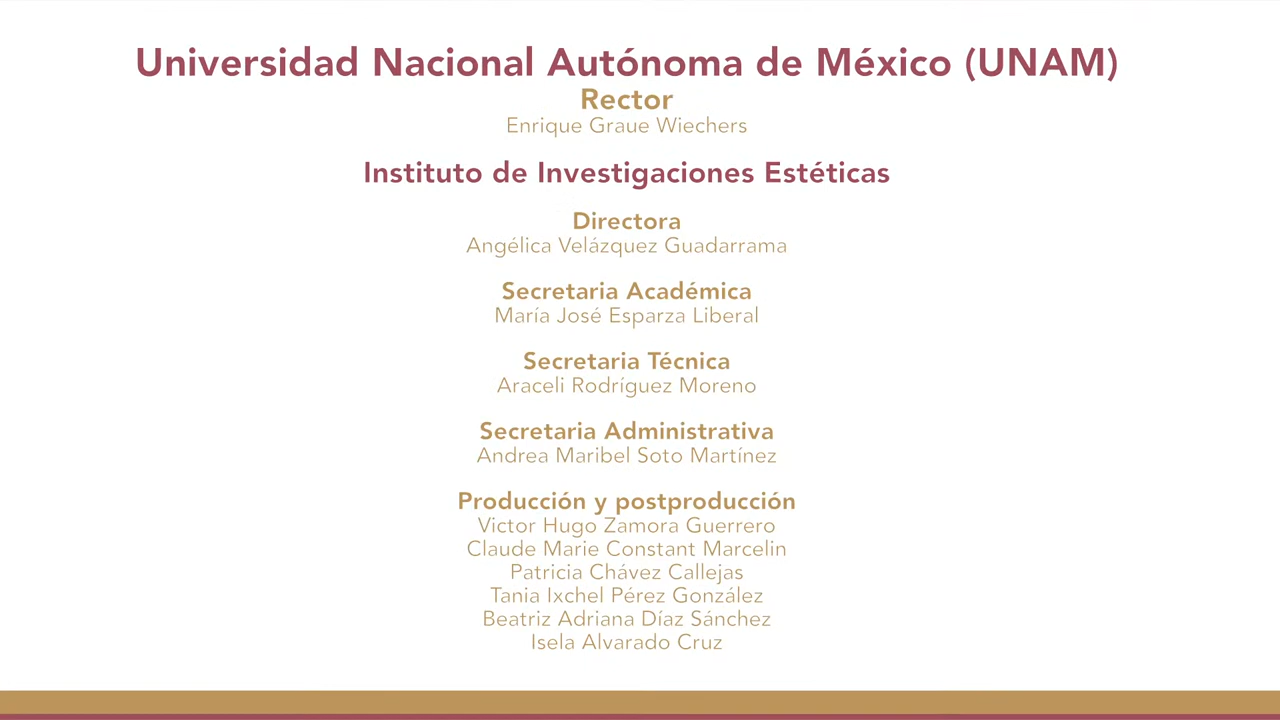 Universidad Nacional Autónoma de México (UNAM)
Rector
Enrique Graue Wiechers
Instituto de Investigaciones Estéticas
Directora
Angélica Velázquez Guadarrama
Secretaria Académica
María José Esparza Liberal
Secretaria Técnica
Araceli Rodríguez Moreno
Secretaria Administrativa
Andrea Maribel Soto Martínez
Producción y postproducción
Victor Hugo Zamora Guerrero
Claude Marie Constant Marcelin
Patricia Chávez Callejas
Tania Ixchel Pérez González
Beatriz Adriana Díaz Sánchez
Isela Alvarado Cruz